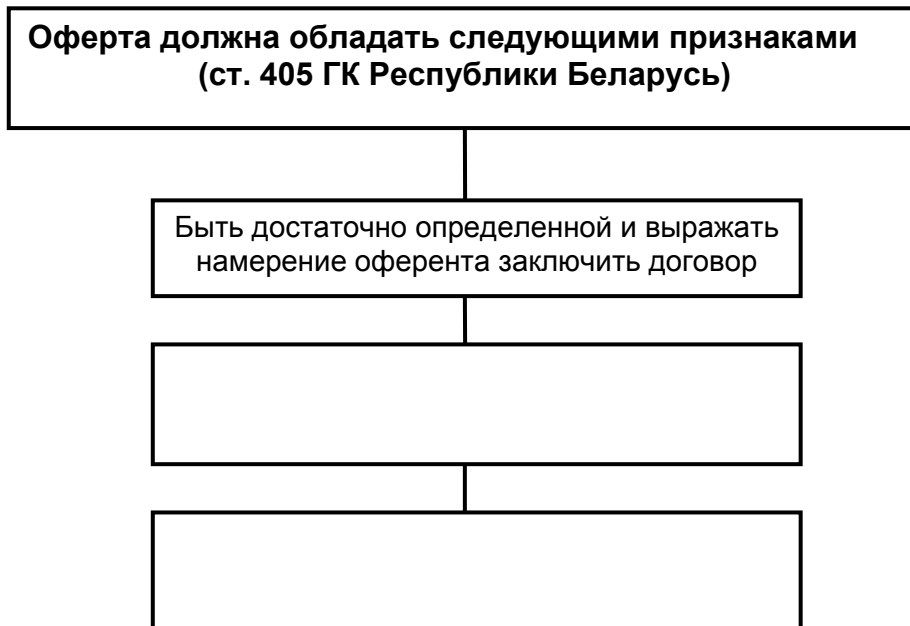 Оферта должна обладать следующими признаками
(ст. 405 ГК Республики Беларусь)
Быть достаточно определенной и выражать
намерение оферента заключить договор